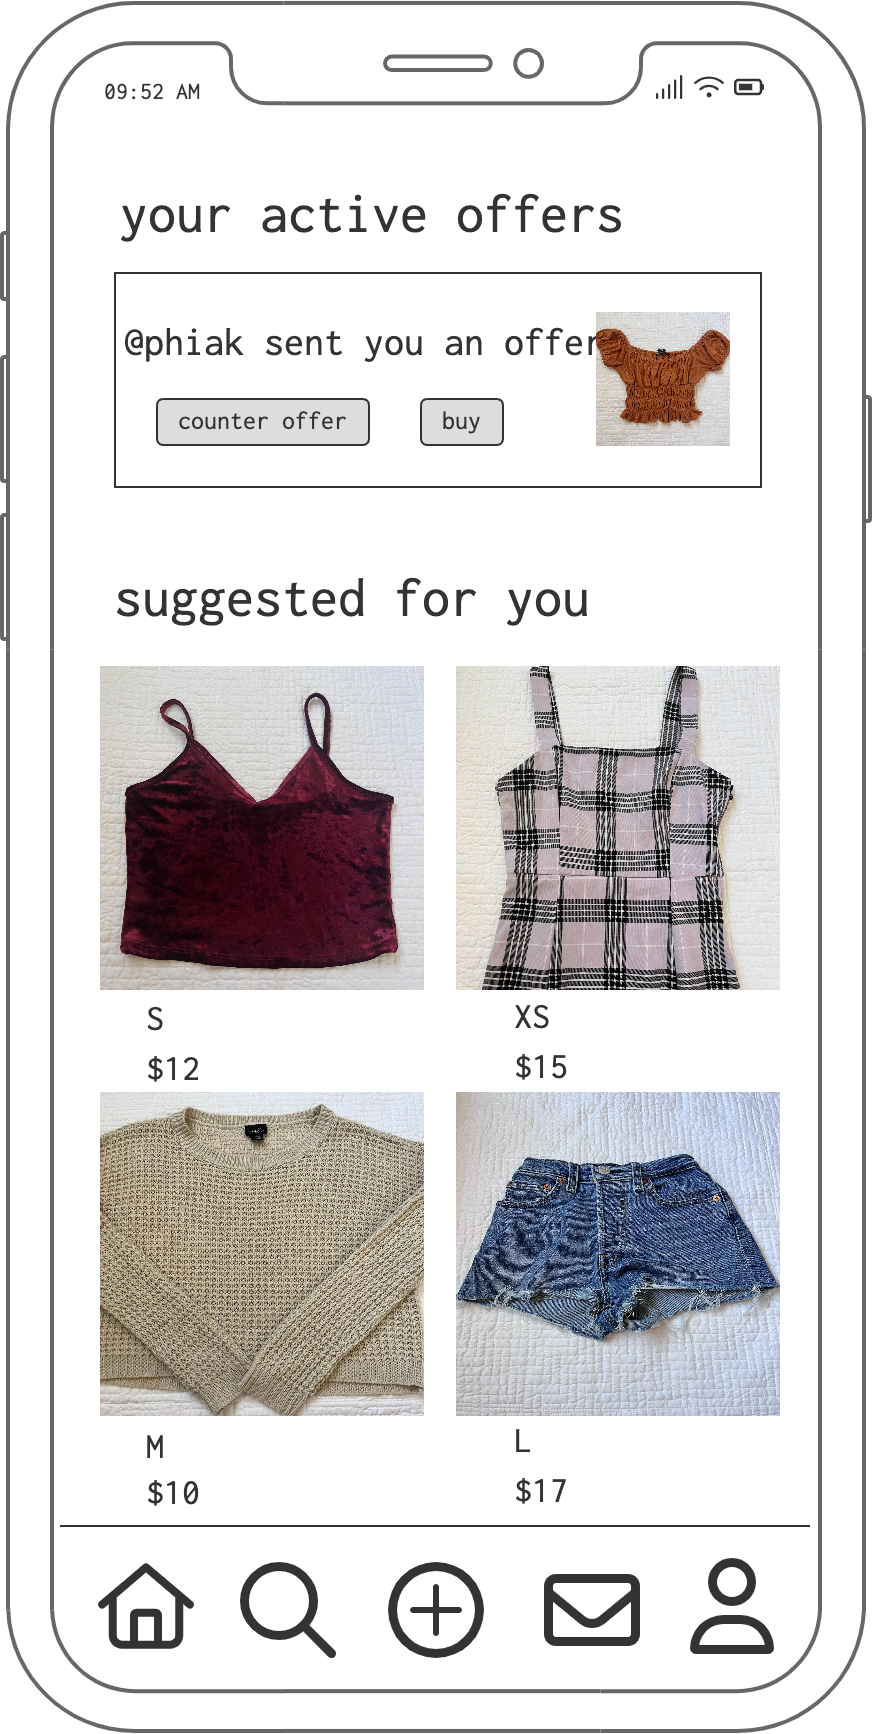 09:52 AM
your active offers
@phiak sent you an offer
counter offer
buy
suggested for you
S
XS
$12
$15
M
L
$10
$17